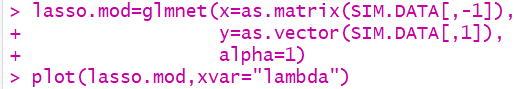 > lasso.mod=glmnet(x=as.matrix(SIM.DATA[,-1]),
+                  y=as.vector(SIM.DATA[,1]),
+                  alpha=1)
> plot(lasso.mod,xvar="lambda")